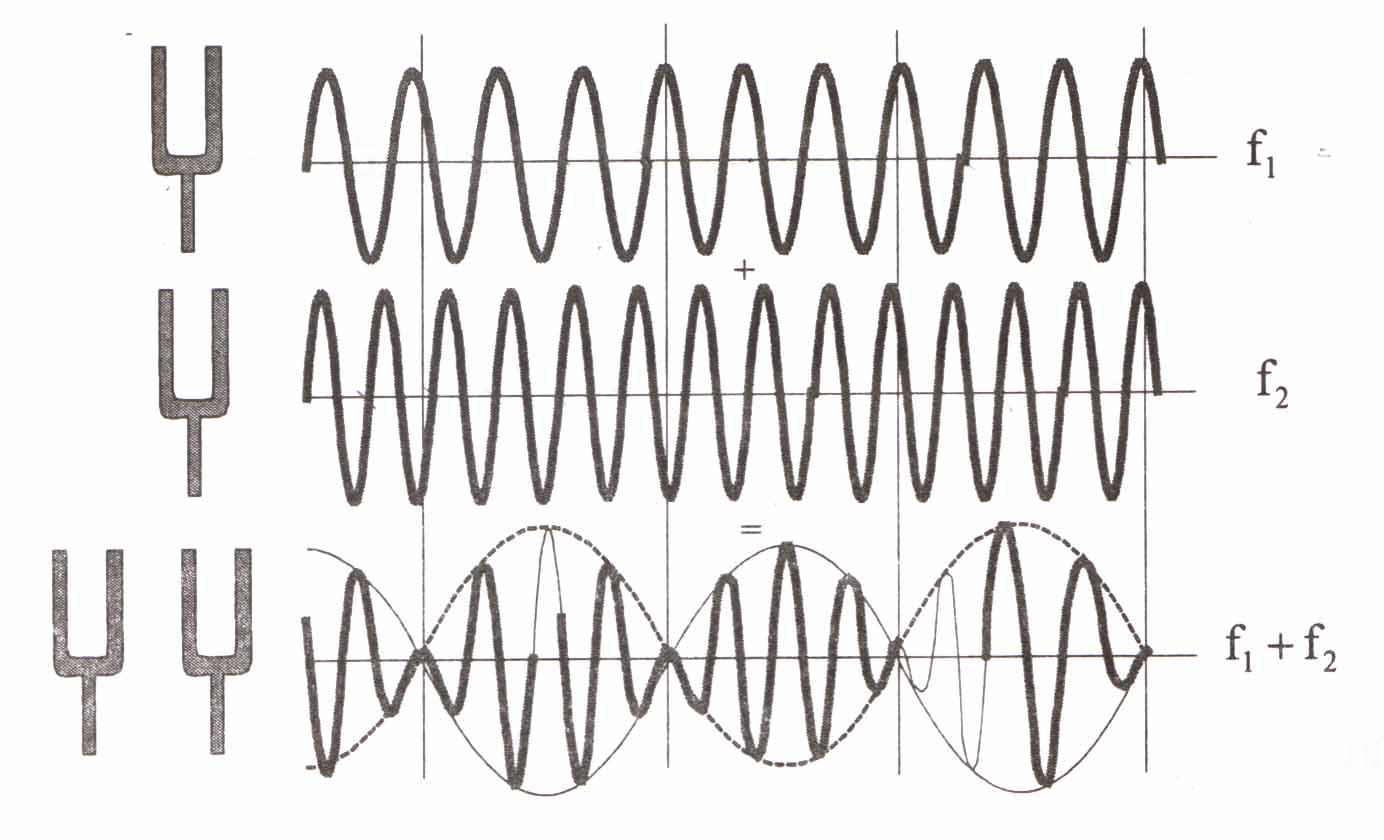 f₁
+
f₂
=
f₁ + f₂